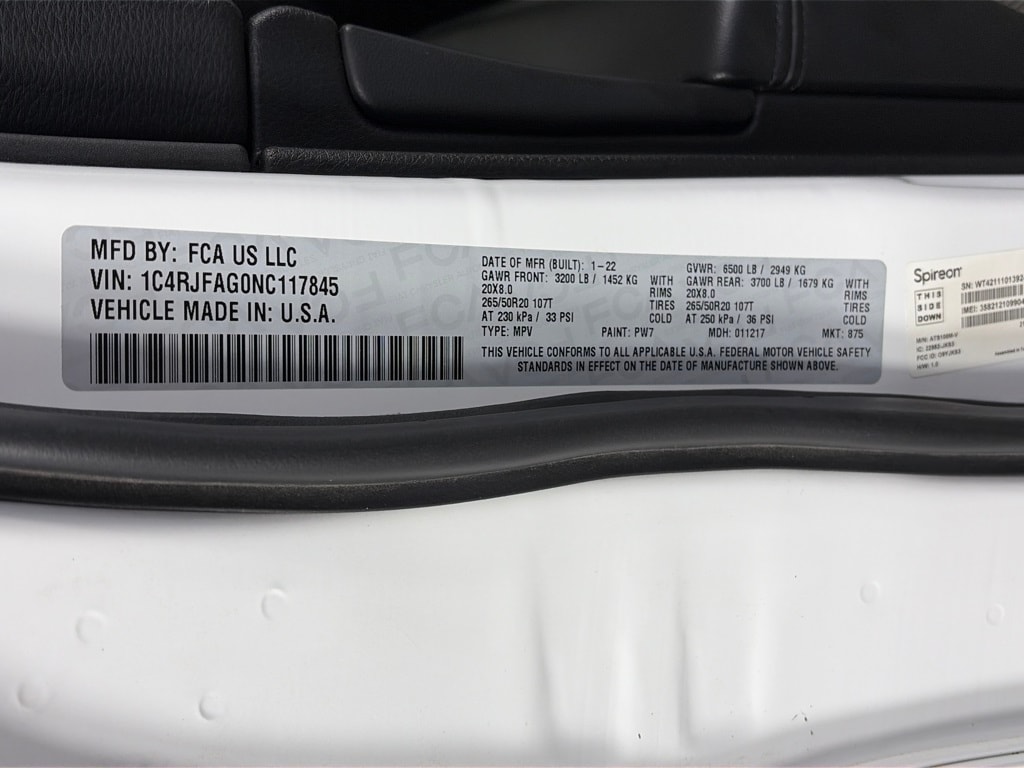 MFD BY: FCA US LLC
VIN: 1C4RJFAG0NC117845
VEHICLE MADE IN: U.S.A.
DATE OF MFR (BUILT): 1-22
GAWR FRONT: 3200 LB / 1452 KG WITH
20X8.0 RIMS
265/50R20 107T TIRES
AT 230 kPa / 33 PSI COLD
TYPE: MPV PAINT: PW7
GVWR: 6500 LB / 2949 KG
GAWR REAR: 3700 LB / 1679 KG WITH
20X8.0 RIMS
265/50R20 107T TIRES
AT 250 kPa / 36 PSI COLD
MDH: 011217 MKT: 875
THIS VEHICLE CONFORMS TO ALL APPLICABLE U.S.A. FEDERAL MOTOR VEHICLE SAFETY
STANDARDS IN EFFECT ON THE DATE OF MANUFACTURE SHOWN ABOVE.
Spireon
THIS
SIDE
DOWN
SN:
IMEI:
H/W: 1.0